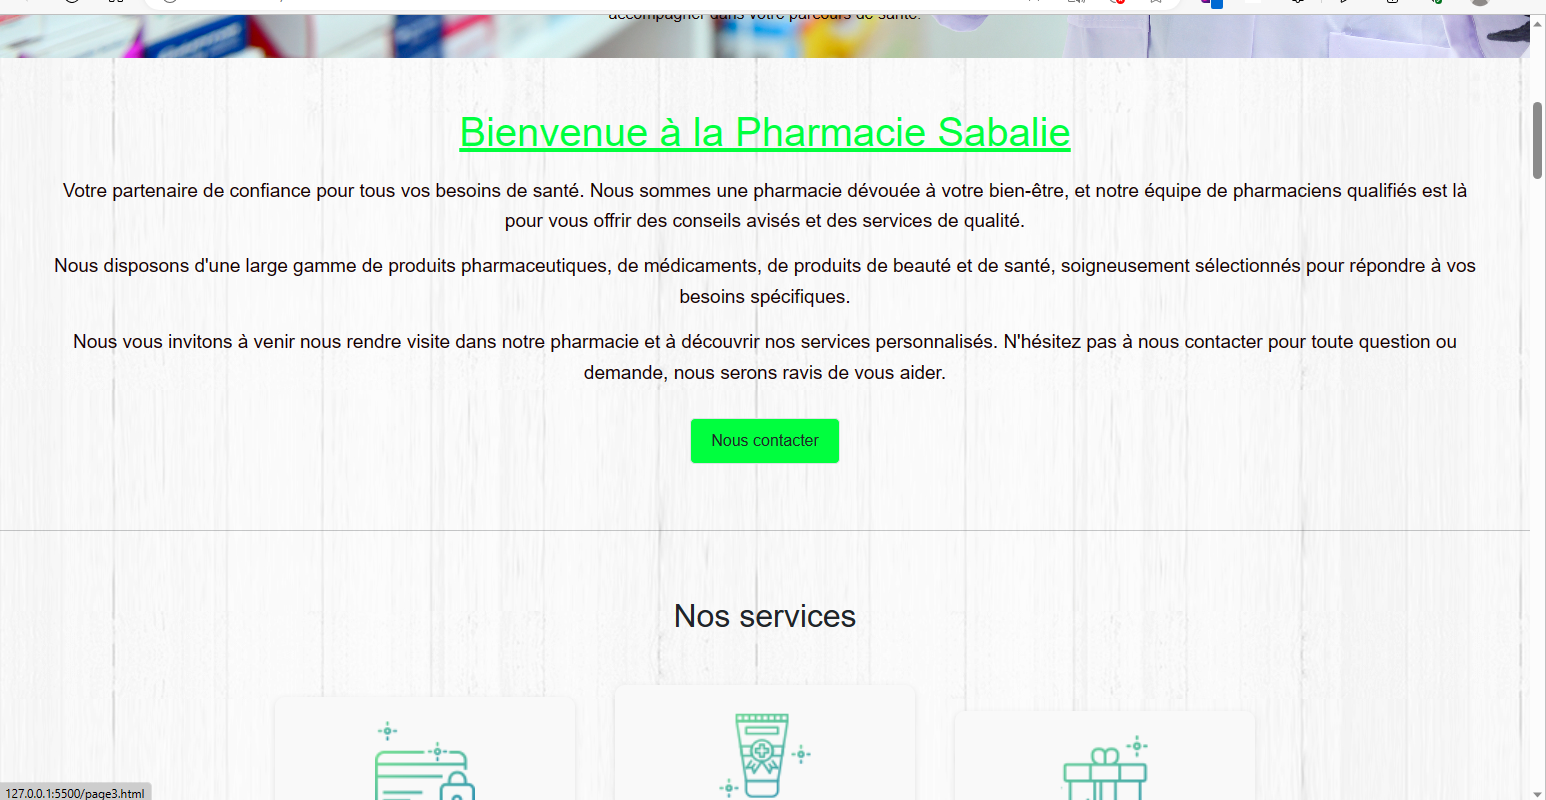 accompagner dans votre parcours de santé.
Bienvenue à la Pharmacie Sabalie
Votre partenaire de confiance pour tous vos besoins de santé. Nous sommes une pharmacie dévouée à votre bien-être, et notre équipe de pharmaciens qualifiés est là
pour vous offrir des conseils avisés et des services de qualité.
Nous disposons d'une large gamme de produits pharmaceutiques, de médicaments, de produits de beauté et de santé, soigneusement sélectionnés pour répondre à vos
besoins spécifiques.
Nous vous invitons à venir nous rendre visite dans notre pharmacie et à découvrir nos services personnalisés. N'hésitez pas à nous contacter pour toute question ou
demande, nous serons ravis de vous aider.
Nous contacter
Nos services
127.0.0.1:5500/page3.html